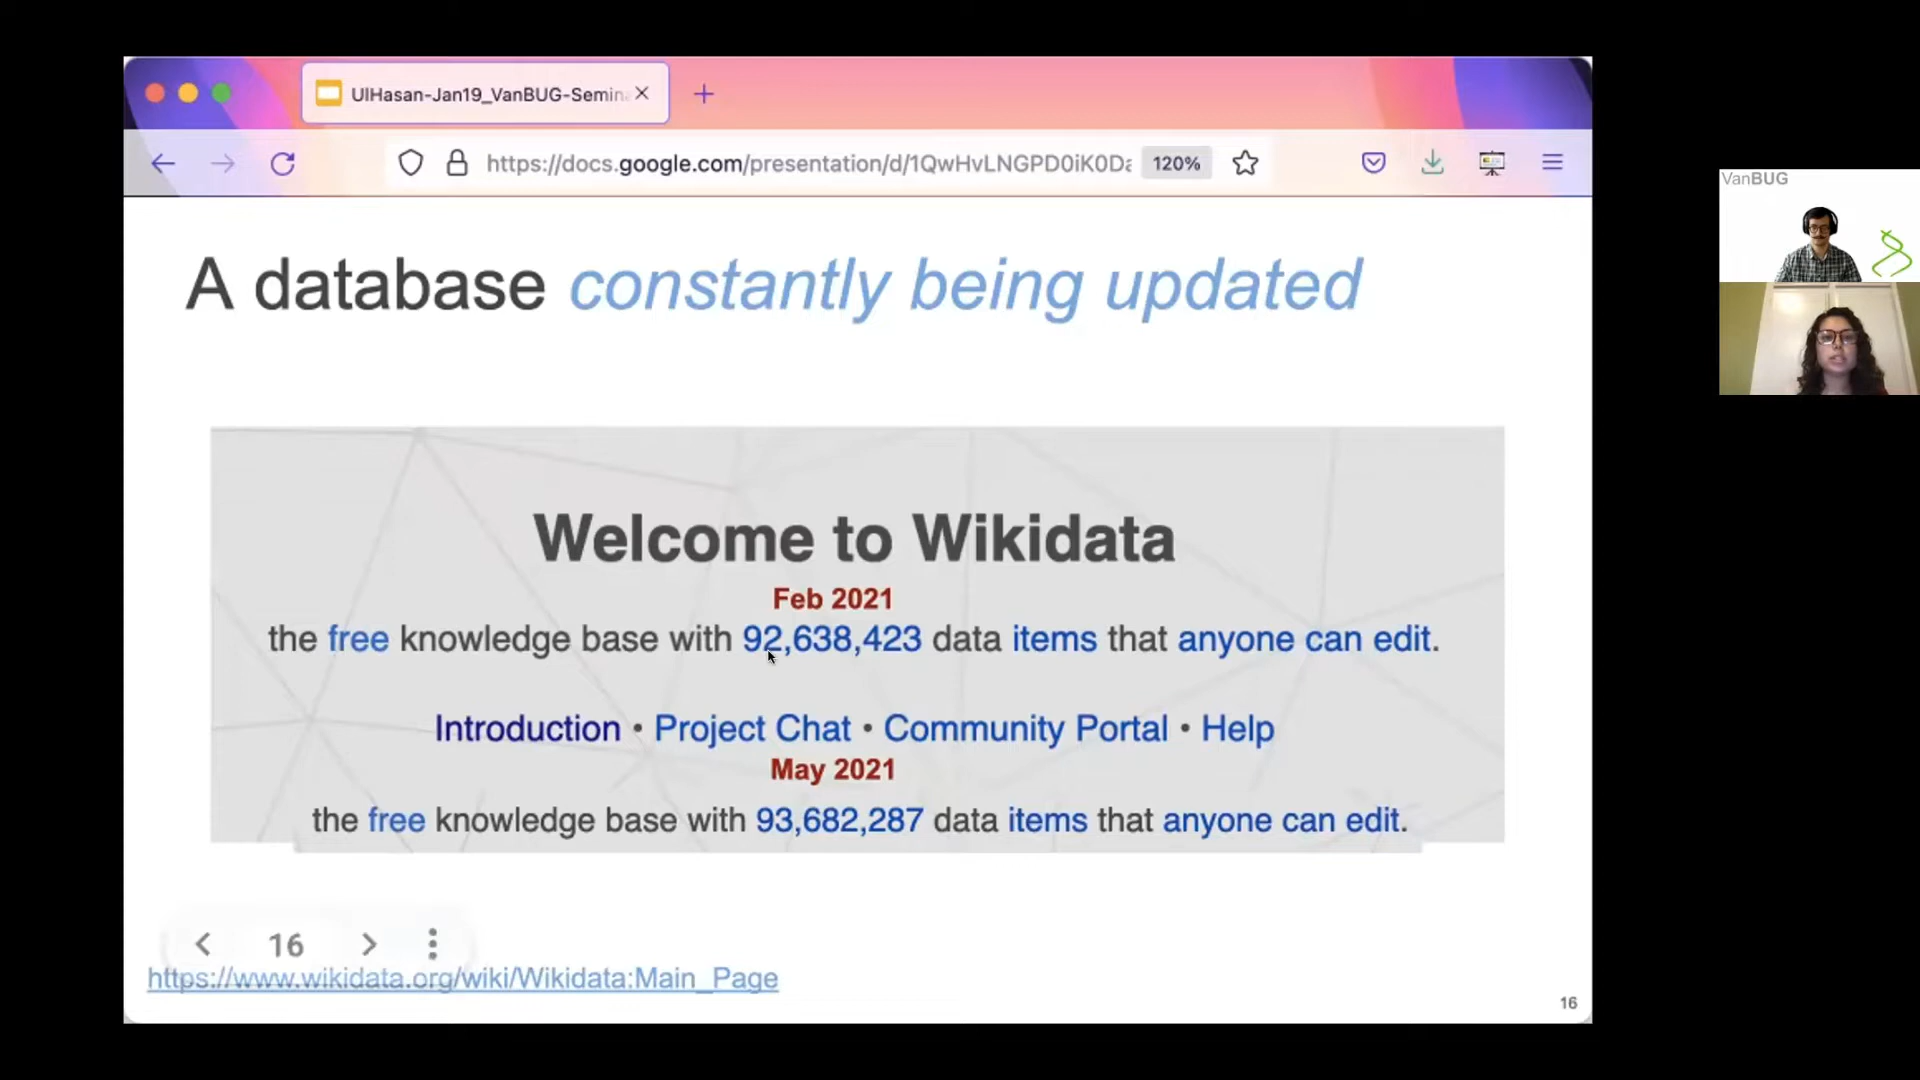 UlHasan-Jan19_VanBUG-Semin
https://docs.google.com/presentation/d/1QwHvLNGPD0iK0Da
120%
VanBUG
A database constantly being updated
Welcome to Wikidata
Feb 2021
the free knowledge base with 92,638,423 data items that anyone can edit.
Introduction • Project Chat • Community Portal • Help
May 2021
the free knowledge base with 93,682,287 data items that anyone can edit.
16
https://www.wikidata.org/wiki/Wikidata:Main_Page
16